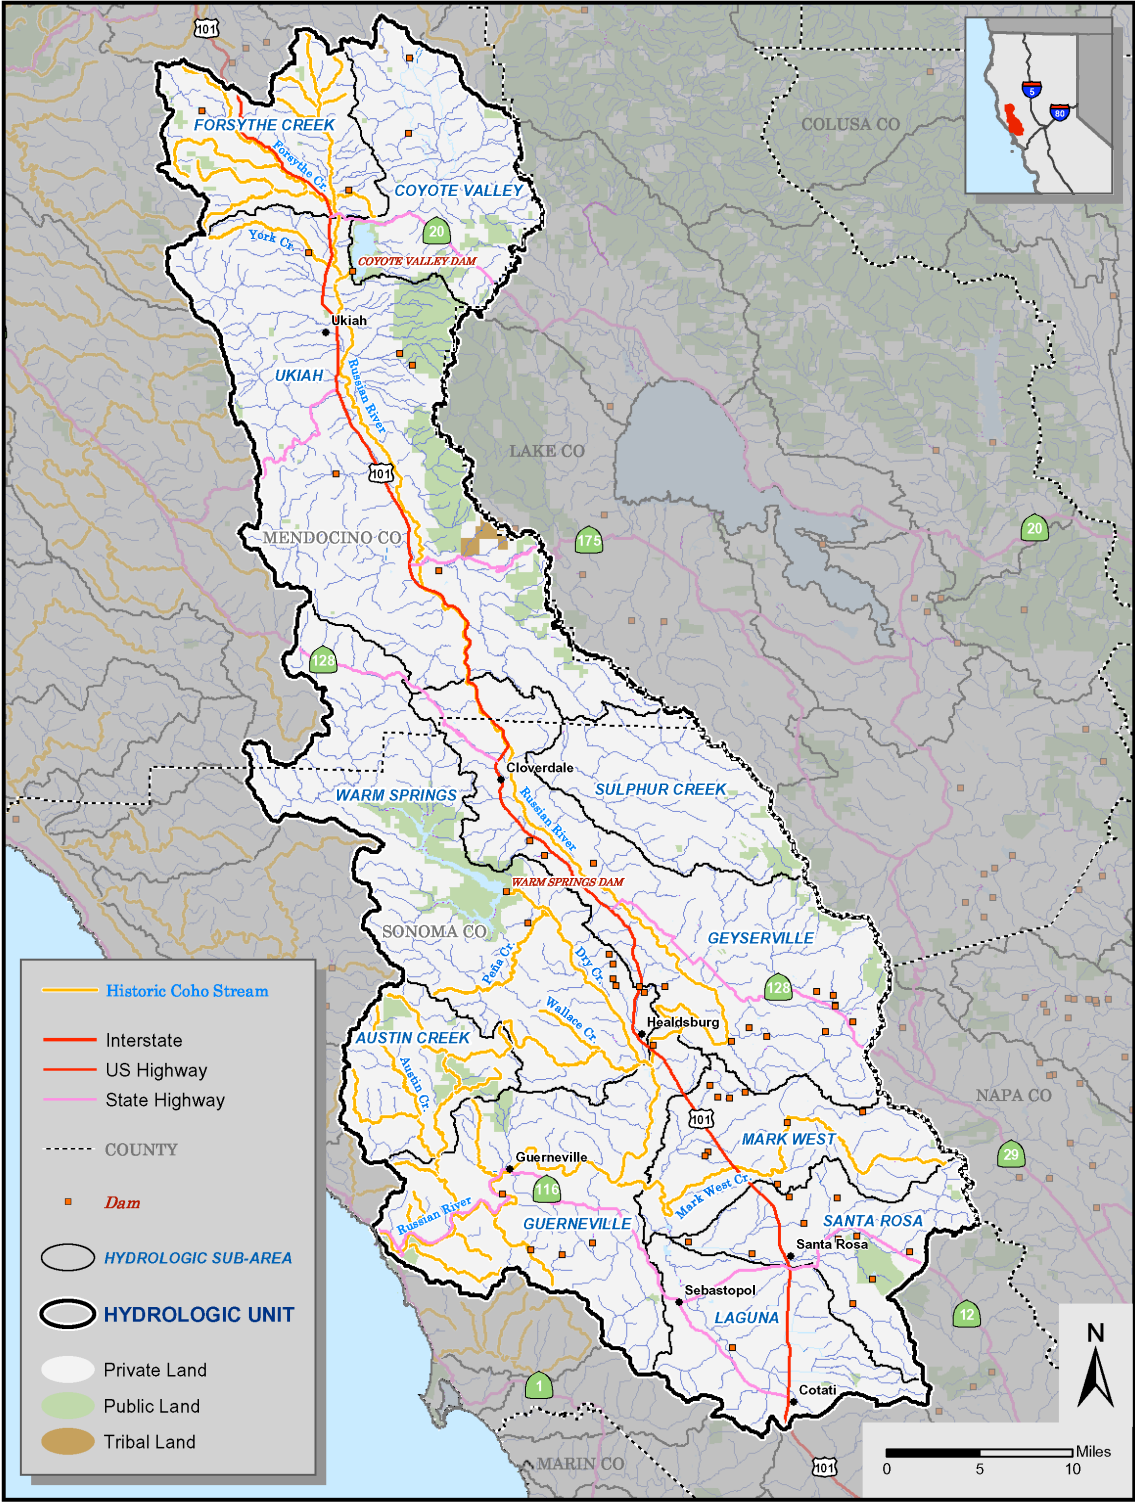 101
5
80
COLUSA CO
FORSYTHE CREEK
Forsythe Cr.
COYOTE VALLEY
20
York Cr.
COYOTE VALLEY DAM
Ukiah
UKIAH
Russian River
LAKE CO
101
MENDOCINO CO
175
20
128
Cloverdale
WARM SPRINGS
SULPHUR CREEK
Russian River
WARM SPRINGS DAM
SONOMA CO
GEYSERVILLE
Peña Cr.
Dry Cr.
128
Wallace Cr.
Healdsburg
AUSTIN CREEK
Austin Cr.
NAPA CO
101
MARK WEST
29
Guerneville
116
Mark West Cr.
Russian River
GUERNEVILLE
SANTA ROSA
Santa Rosa
Sebastopol
LAGUNA
12
1
Cotati
MARIN CO
101
Historic Coho Stream
Interstate
US Highway
State Highway
COUNTY
Dam
HYDROLOGIC SUB-AREA
HYDROLOGIC UNIT
Private Land
Public Land
Tribal Land
N
Miles
0 5 10